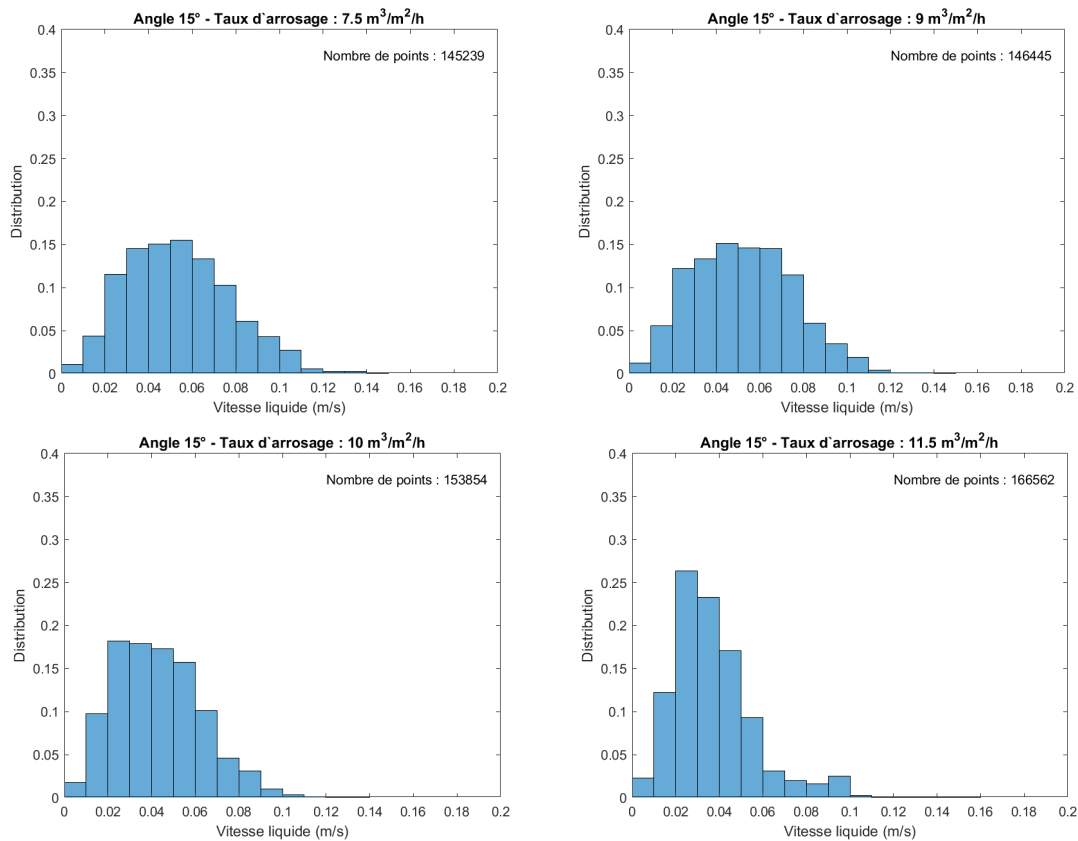 Angle 15° - Taux d`arrosage : 7.5 m³/m²/h
Nombre de points : 145239
0.4
0.35
0.3
0.25
0.2
0.15
0.1
0.05
0
Distribution
0 0.02 0.04 0.06 0.08 0.1 0.12 0.14 0.16 0.18 0.2
Vitesse liquide (m/s)
Angle 15° - Taux d`arrosage : 9 m³/m²/h
Nombre de points : 146445
0.4
0.35
0.3
0.25
0.2
0.15
0.1
0.05
0
Distribution
0 0.02 0.04 0.06 0.08 0.1 0.12 0.14 0.16 0.18 0.2
Vitesse liquide (m/s)
Angle 15° - Taux d`arrosage : 10 m³/m²/h
Nombre de points : 153854
0.4
0.35
0.3
0.25
0.2
0.15
0.1
0.05
0
Distribution
0 0.02 0.04 0.06 0.08 0.1 0.12 0.14 0.16 0.18 0.2
Vitesse liquide (m/s)
Angle 15° - Taux d`arrosage : 11.5 m³/m²/h
Nombre de points : 166562
0.4
0.35
0.3
0.25
0.2
0.15
0.1
0.05
0
Distribution
0 0.02 0.04 0.06 0.08 0.1 0.12 0.14 0.16 0.18 0.2
Vitesse liquide (m/s)